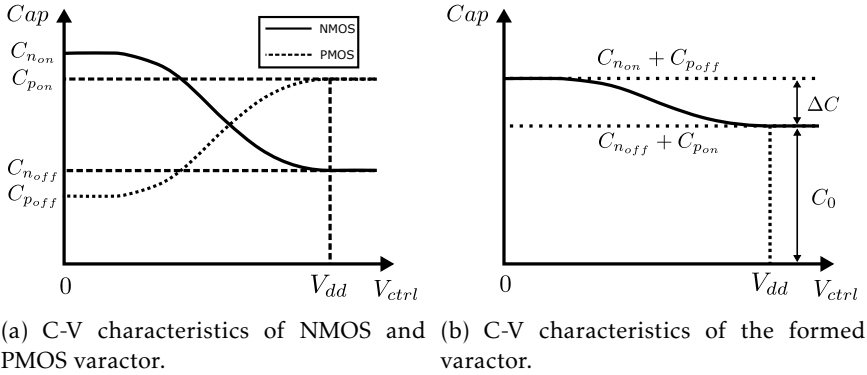 Cap
NMOS
PMOS
C_{n_{on}}
C_{p_{on}}
C_{n_{off}}
C_{p_{off}}
0
V_{dd}
V_{ctrl}
(a) C-V characteristics of NMOS and
PMOS varactor.
Cap
C_{n_{on}} + C_{p_{off}}
ΔC
C_{n_{off}} + C_{p_{on}}
C_0
0
V_{dd}
V_{ctrl}
(b) C-V characteristics of the formed
varactor.